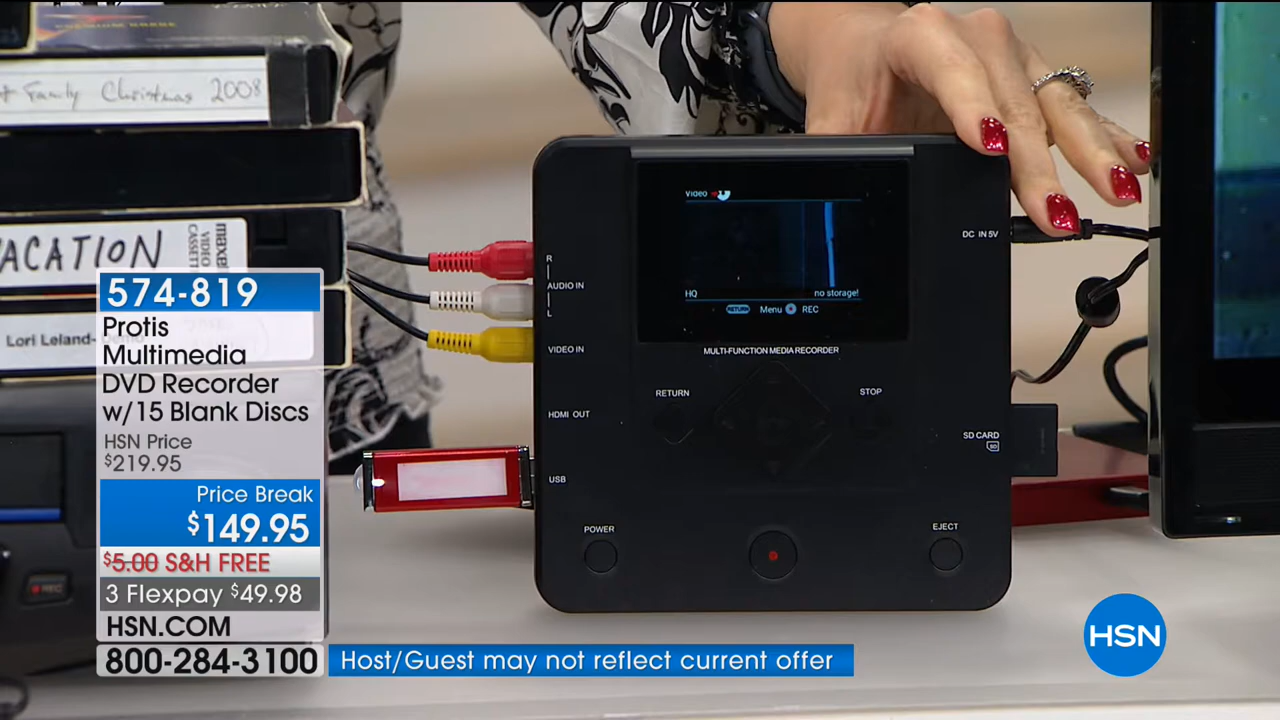 Family Christmas 2008
VACATION
maxell
VIDEO
CASSETTE
Lori Leland-
574-819
Protis
Multimedia
DVD Recorder
w/15 Blank Discs
HSN Price
$219.95
Price Break
$149.95
$5.00 S&H FREE
3 Flexpay $49.98
HSN.COM
800-284-3100
Host/Guest may not reflect current offer
HSN
Video
HQ
no storage!
RETURN Menu REC
MULTI-FUNCTION MEDIA RECORDER
R
AUDIO IN
L
VIDEO IN
HDMI OUT
USB
RETURN
STOP
DC IN 5V
SD CARD
SD
POWER
EJECT
REC